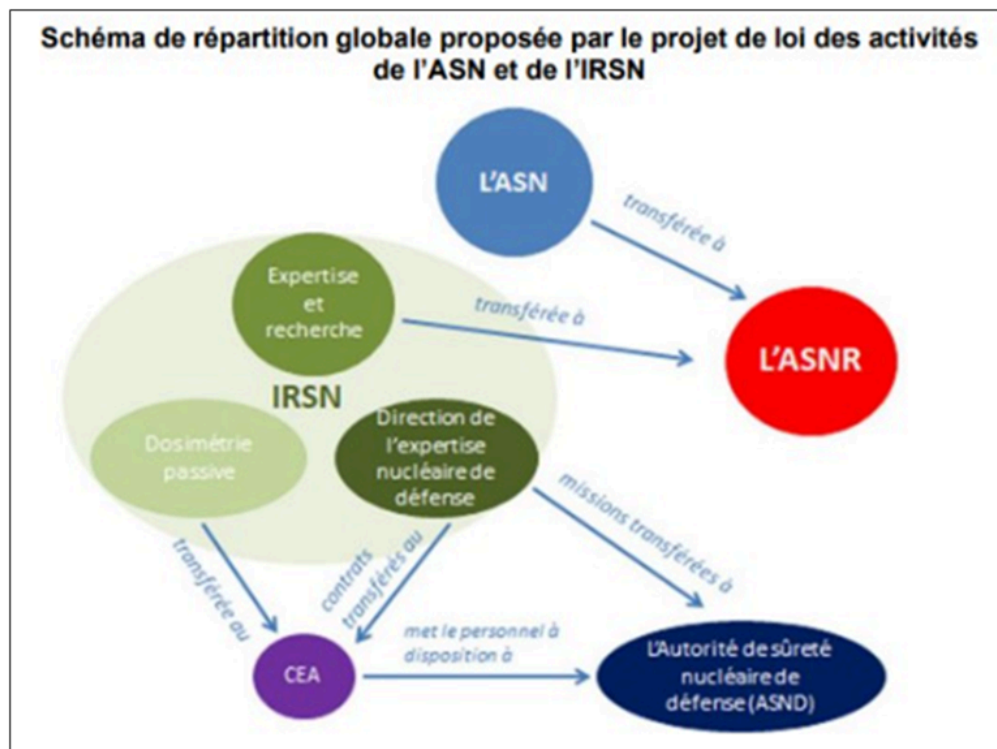 Schéma de répartition globale proposée par le projet de loi des activités
de l'ASN et de l'IRSN
L'ASN
transférée à
Expertise
et
recherche
transférée à
L'ASNR
IRSN
Dosimétrie
passive
Direction de
l'expertise
nucléaire de
défense
missions transférées à
transférée au
contrats
transférés au
met le personnel à
disposition à
CEA
L'Autorité de sûreté
nucléaire de
défense (ASND)